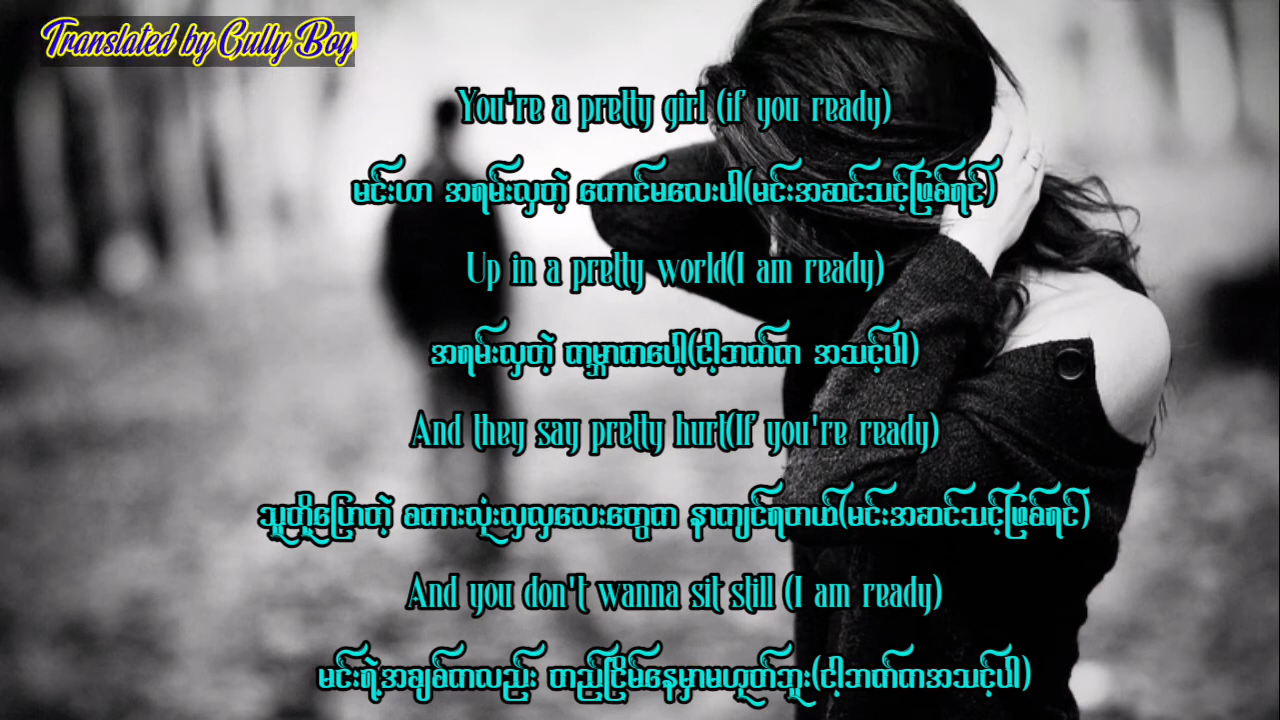 Translated by Gully Boy
You're a pretty girl (if you ready)
မင်းဟာ အရမ်းလှတဲ့ ကောင်မလေးပါ(မင်းအဆင်သင့်ဖြစ်ရင်)
Up in a pretty world(I am ready)
အရမ်းလှတဲ့ ကမ္ဘာကပေါ့(ငါ့ဘက်က အသင့်ပါ)
And they say pretty hurt(If you're ready)
သူတို့ပြောတဲ့ စကားလုံးလှလှလေးတွေက နာကျင်ရတယ်(မင်းအဆင်သင့်ဖြစ်ရင်)
And you don't wanna sit still (I am ready)
မင်းရဲ့အချစ်ကလည်း တည်ငြိမ်နေမှာမဟုတ်ဘူး(ငါ့ဘက်ကအသင့်ပါ)